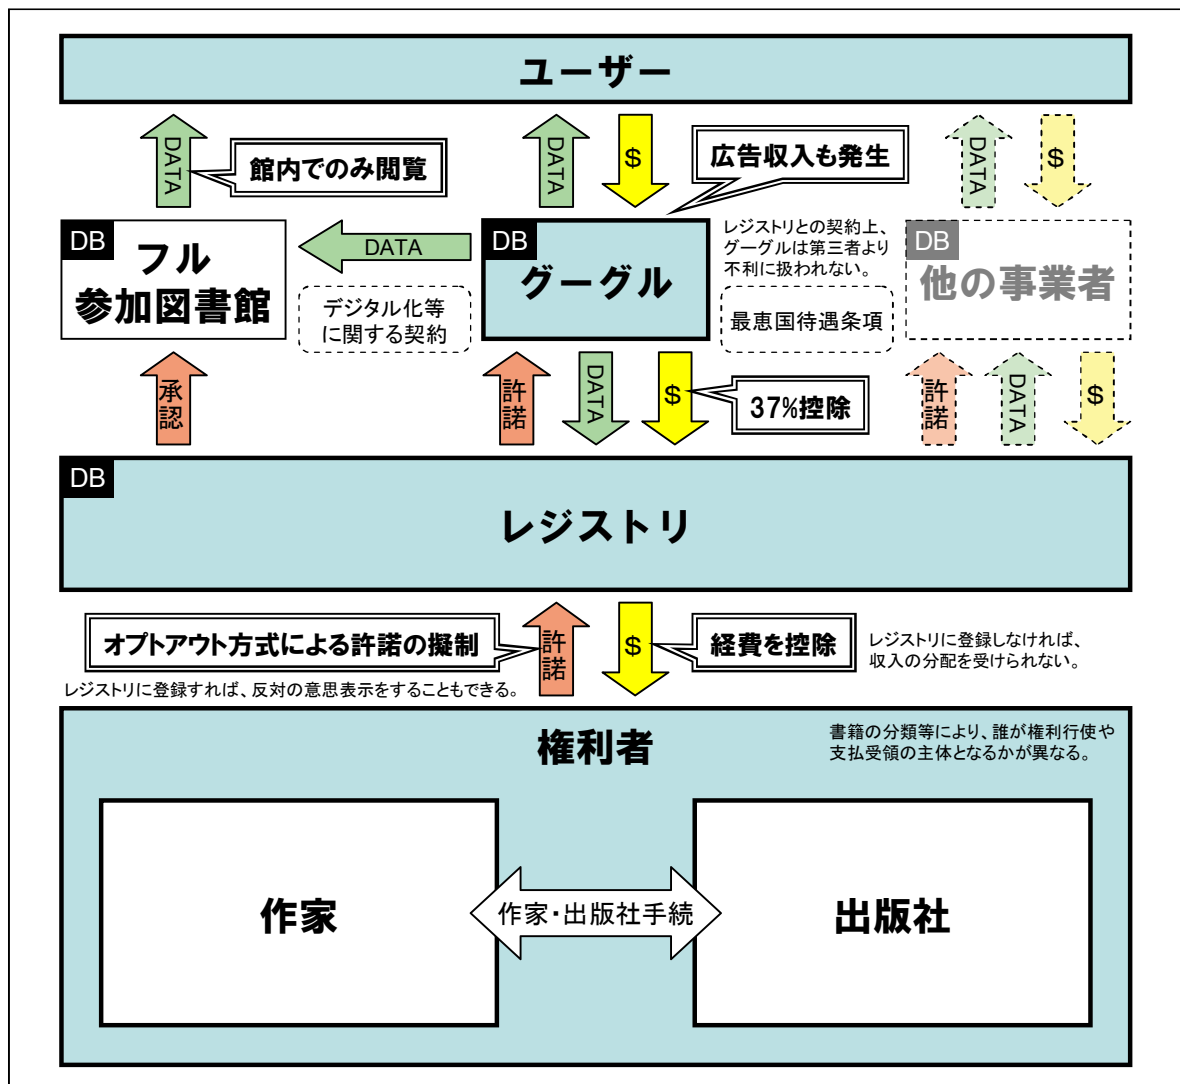 ユーザー
DATA
館内でのみ閲覧
DATA
$
広告収入も発生
DATA
$
DB
フル
参加図書館
DATA
デジタル化等
に関する契約
DB
グーグル
レジストリとの契約上、
グーグルは第三者より
不利に扱われない。
最恵国待遇条項
DB
他の事業者
承認
許諾
DATA
$
37%控除
許諾
DATA
$
DB
レジストリ
オプトアウト方式による許諾の擬制
許諾
$
経費を控除
レジストリに登録しなければ、
収入の分配を受けられない。
レジストリに登録すれば、反対の意思表示をすることもできる。
権利者
書籍の分類等により、誰が権利行使や
支払受領の主体となるかが異なる。
作家
作家・出版社手続
出版社